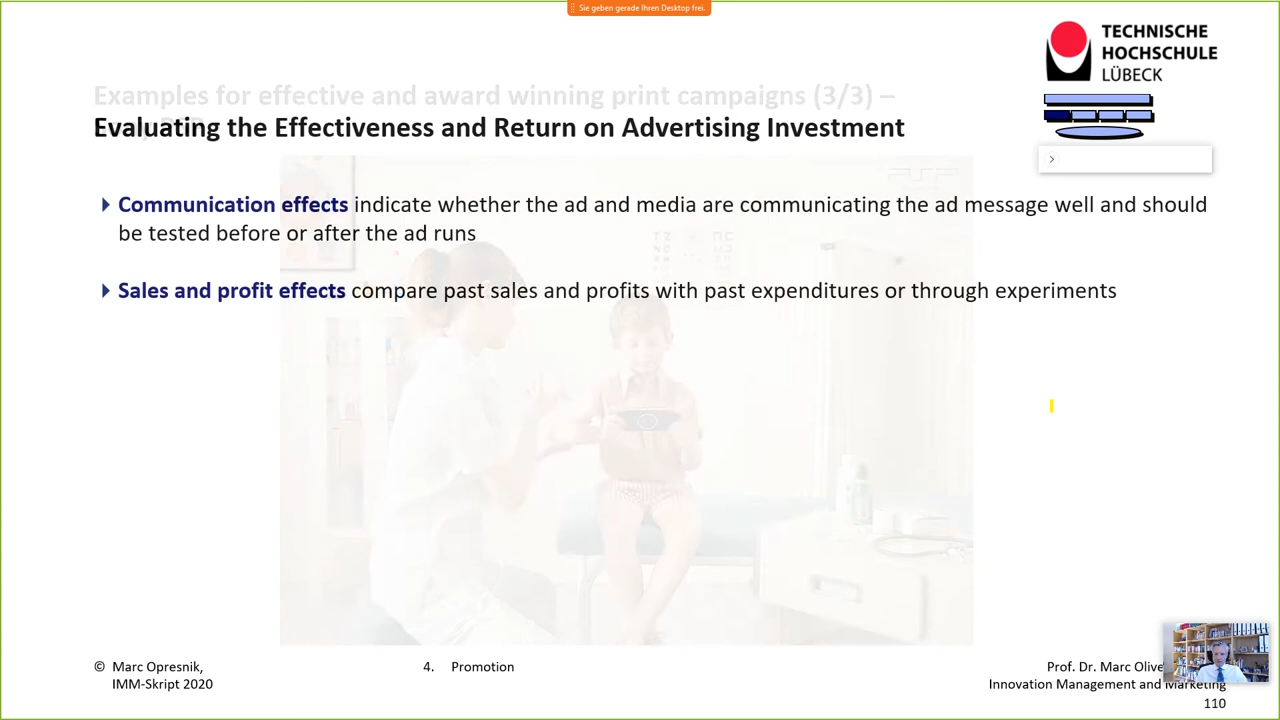 Sie geben gerade Ihren Desktop frei.
TECHNISCHE
HOCHSCHULE
LÜBECK
Examples for effective and award winning print campaigns (3/3) –
Evaluating the Effectiveness and Return on Advertising Investment
Communication effects indicate whether the ad and media are communicating the ad message well and should
be tested before or after the ad runs
Sales and profit effects compare past sales and profits with past expenditures or through experiments
© Marc Opresnik,
IMM-Skript 2020
4. Promotion
Prof. Dr. Marc
Innovation Management and Marketing
110